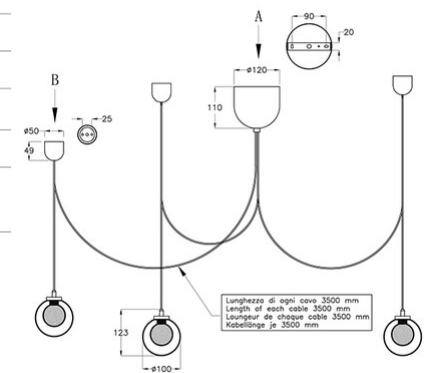 A
90
20
B
ø120
110
ø50
25
49
Lunghezza di ogni cavo 3500 mm
Length of each cable 3500 mm
Loungeur de chaque cable 3500 mm
Kabellänge je 3500 mm
123
ø100